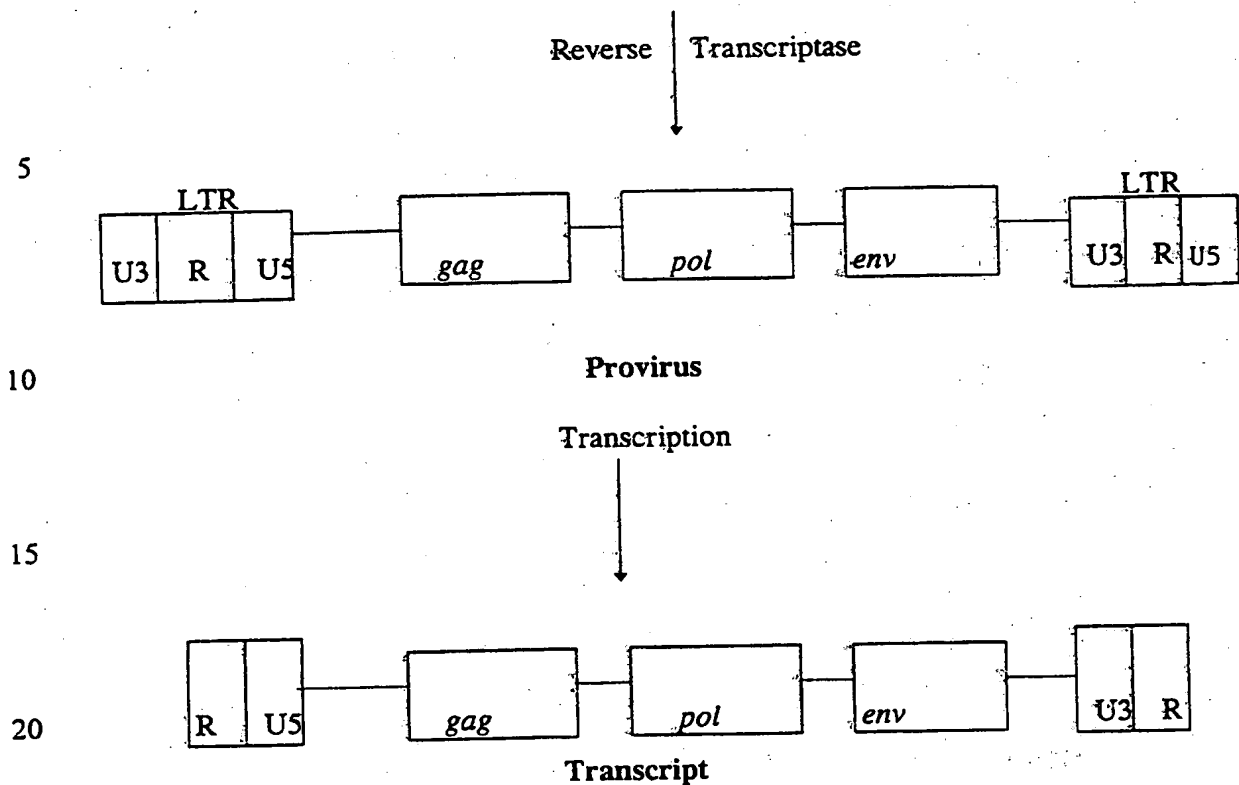 Reverse Transcriptase
5
LTR LTR
U3 R U5 gag pol env U3 R U5
Provirus
10
Transcription
15
R U5 gag pol env U3 R
20
Transcript